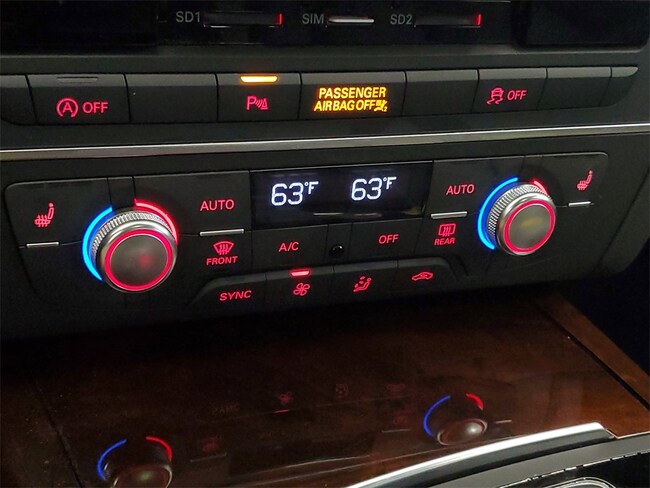 SD1 SIM SD2
A OFF
P
PASSENGER
AIRBAG OFF
OFF
AUTO
63°F 63°F
AUTO
FRONT
A/C
OFF
REAR
SYNC